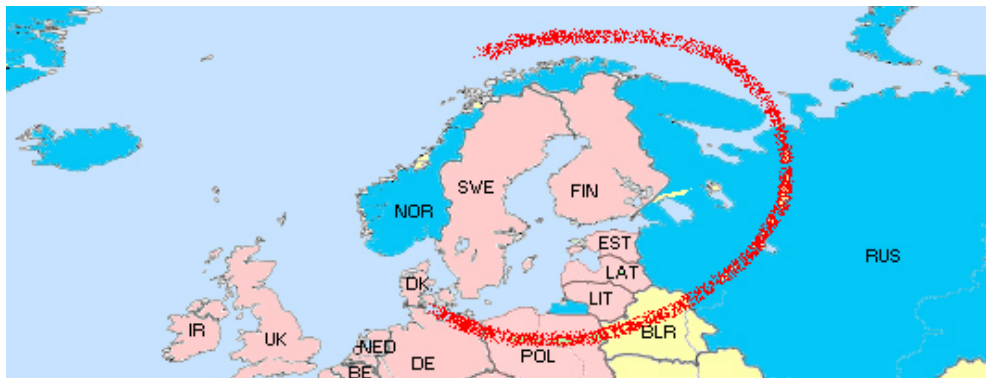 SWE
FIN
NOR
EST
RUS
LAT
DK
LIT
IR
UK
NED
BLR
BE
DE
POL